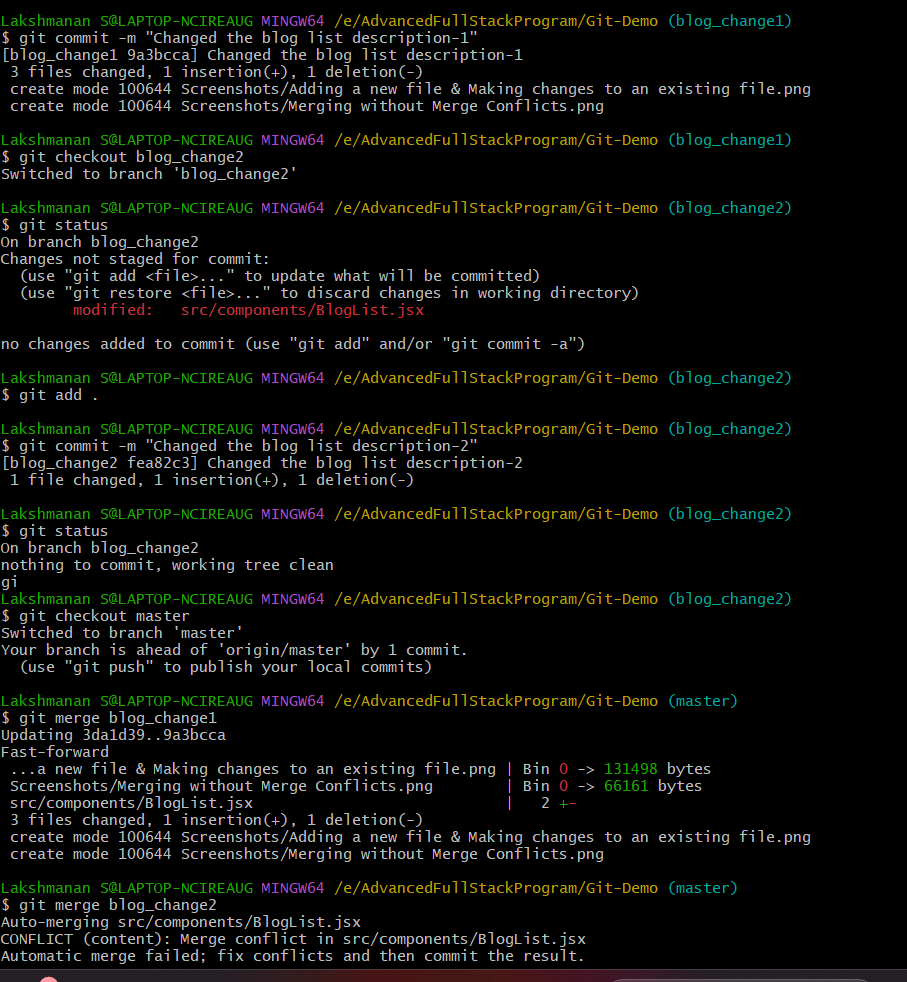 Lakshmanan S@LAPTOP-NCIREAUG MINGW64 /e/AdvancedFullStackProgram/Git-Demo (blog_change1)
$ git commit -m "Changed the blog list description-1"
[blog_change1 9a3bcca] Changed the blog list description-1
 3 files changed, 1 insertion(+), 1 deletion(-)
 create mode 100644 Screenshots/Adding a new file & Making changes to an existing file.png
 create mode 100644 Screenshots/Merging without Merge Conflicts.png
Lakshmanan S@LAPTOP-NCIREAUG MINGW64 /e/AdvancedFullStackProgram/Git-Demo (blog_change1)
$ git checkout blog_change2
Switched to branch 'blog_change2'
Lakshmanan S@LAPTOP-NCIREAUG MINGW64 /e/AdvancedFullStackProgram/Git-Demo (blog_change2)
$ git status
On branch blog_change2
Changes not staged for commit:
  (use "git add <file>..." to update what will be committed)
  (use "git restore <file>..." to discard changes in working directory)
        modified:   src/components/BlogList.jsx
no changes added to commit (use "git add" and/or "git commit -a")
Lakshmanan S@LAPTOP-NCIREAUG MINGW64 /e/AdvancedFullStackProgram/Git-Demo (blog_change2)
$ git add .
Lakshmanan S@LAPTOP-NCIREAUG MINGW64 /e/AdvancedFullStackProgram/Git-Demo (blog_change2)
$ git commit -m "Changed the blog list description-2"
[blog_change2 fea82c3] Changed the blog list description-2
 1 file changed, 1 insertion(+), 1 deletion(-)
Lakshmanan S@LAPTOP-NCIREAUG MINGW64 /e/AdvancedFullStackProgram/Git-Demo (blog_change2)
$ git status
On branch blog_change2
nothing to commit, working tree clean
gi
Lakshmanan S@LAPTOP-NCIREAUG MINGW64 /e/AdvancedFullStackProgram/Git-Demo (blog_change2)
$ git checkout master
Switched to branch 'master'
Your branch is ahead of 'origin/master' by 1 commit.
  (use "git push" to publish your local commits)
Lakshmanan S@LAPTOP-NCIREAUG MINGW64 /e/AdvancedFullStackProgram/Git-Demo (master)
$ git merge blog_change1
Updating 3da1d39..9a3bcca
Fast-forward
 ...a new file & Making changes to an existing file.png | Bin 0 -> 131498 bytes
 Screenshots/Merging without Merge Conflicts.png        | Bin 0 -> 66161 bytes
 src/components/BlogList.jsx                            |   2 +-
 3 files changed, 1 insertion(+), 1 deletion(-)
 create mode 100644 Screenshots/Adding a new file & Making changes to an existing file.png
 create mode 100644 Screenshots/Merging without Merge Conflicts.png
Lakshmanan S@LAPTOP-NCIREAUG MINGW64 /e/AdvancedFullStackProgram/Git-Demo (master)
$ git merge blog_change2
Auto-merging src/components/BlogList.jsx
CONFLICT (content): Merge conflict in src/components/BlogList.jsx
Automatic merge failed; fix conflicts and then commit the result.